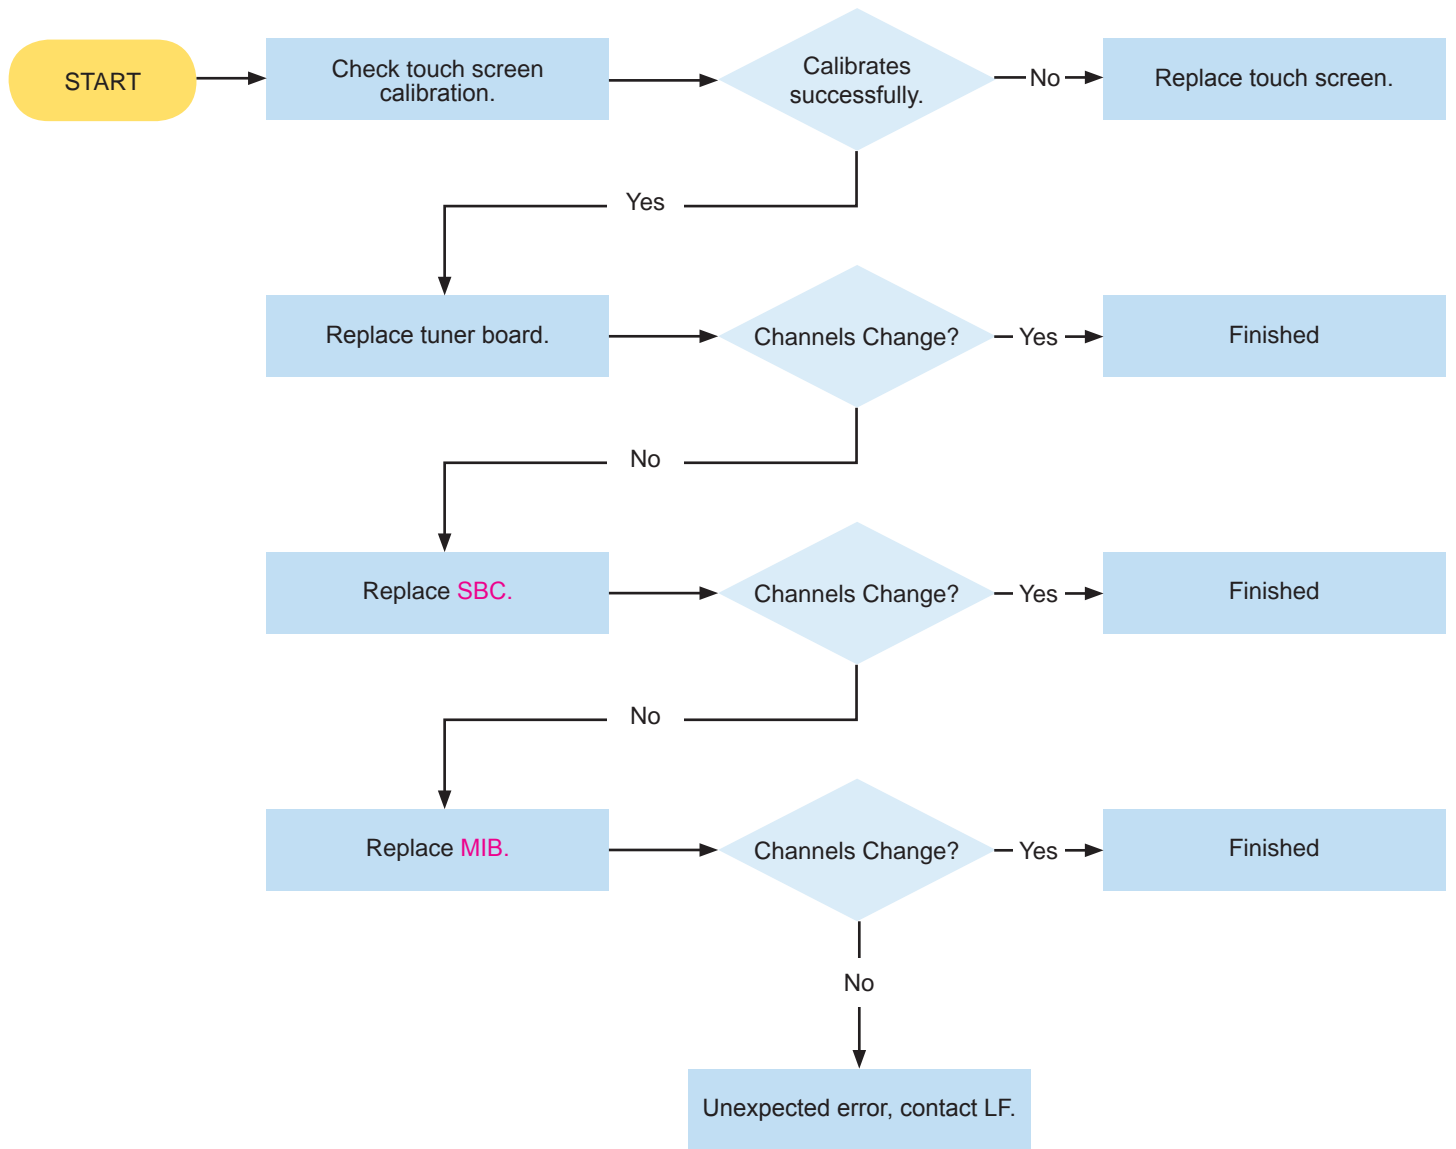 START
Check touch screen
calibration.
Calibrates
successfully.
No
Replace touch screen.
Yes
Replace tuner board.
Channels Change?
Yes
Finished
No
Replace SBC.
Channels Change?
Yes
Finished
No
Replace MIB.
Channels Change?
Yes
Finished
No
Unexpected error, contact LF.